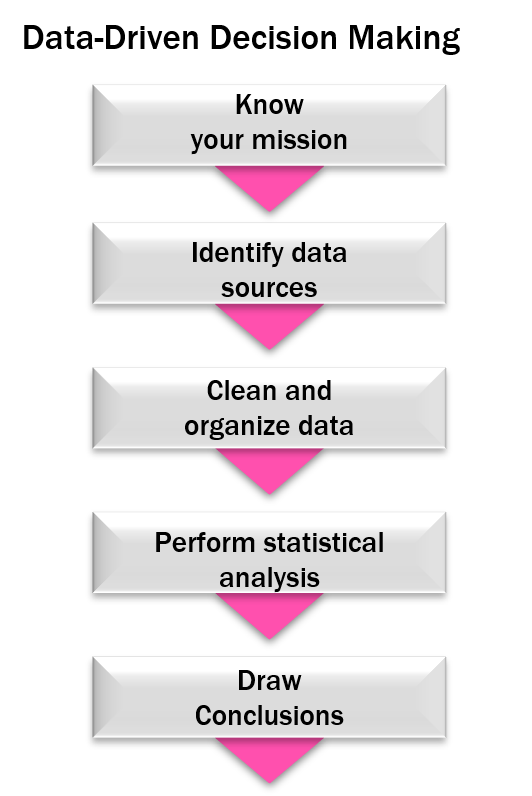 Data-Driven Decision Making
Know
your mission
Identify data
sources
Clean and
organize data
Perform statistical
analysis
Draw
Conclusions